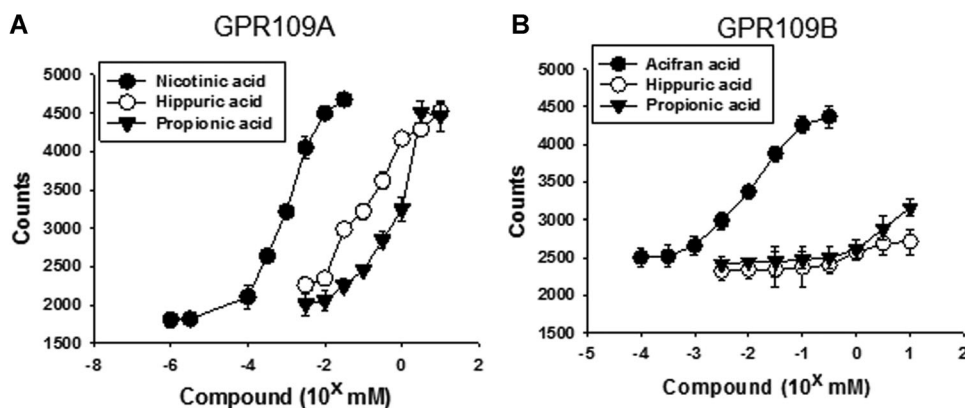 A
GPR109A
Nicotinic acid
Hippuric acid
Propionic acid
Counts
5000
4500
4000
3500
3000
2500
2000
1500
-8 -6 -4 -2 0 2
Compound (10^x mM)
B
GPR109B
Acifran acid
Hippuric acid
Propionic acid
Counts
5000
4500
4000
3500
3000
2500
2000
1500
-5 -4 -3 -2 -1 0 1 2
Compound (10^x mM)